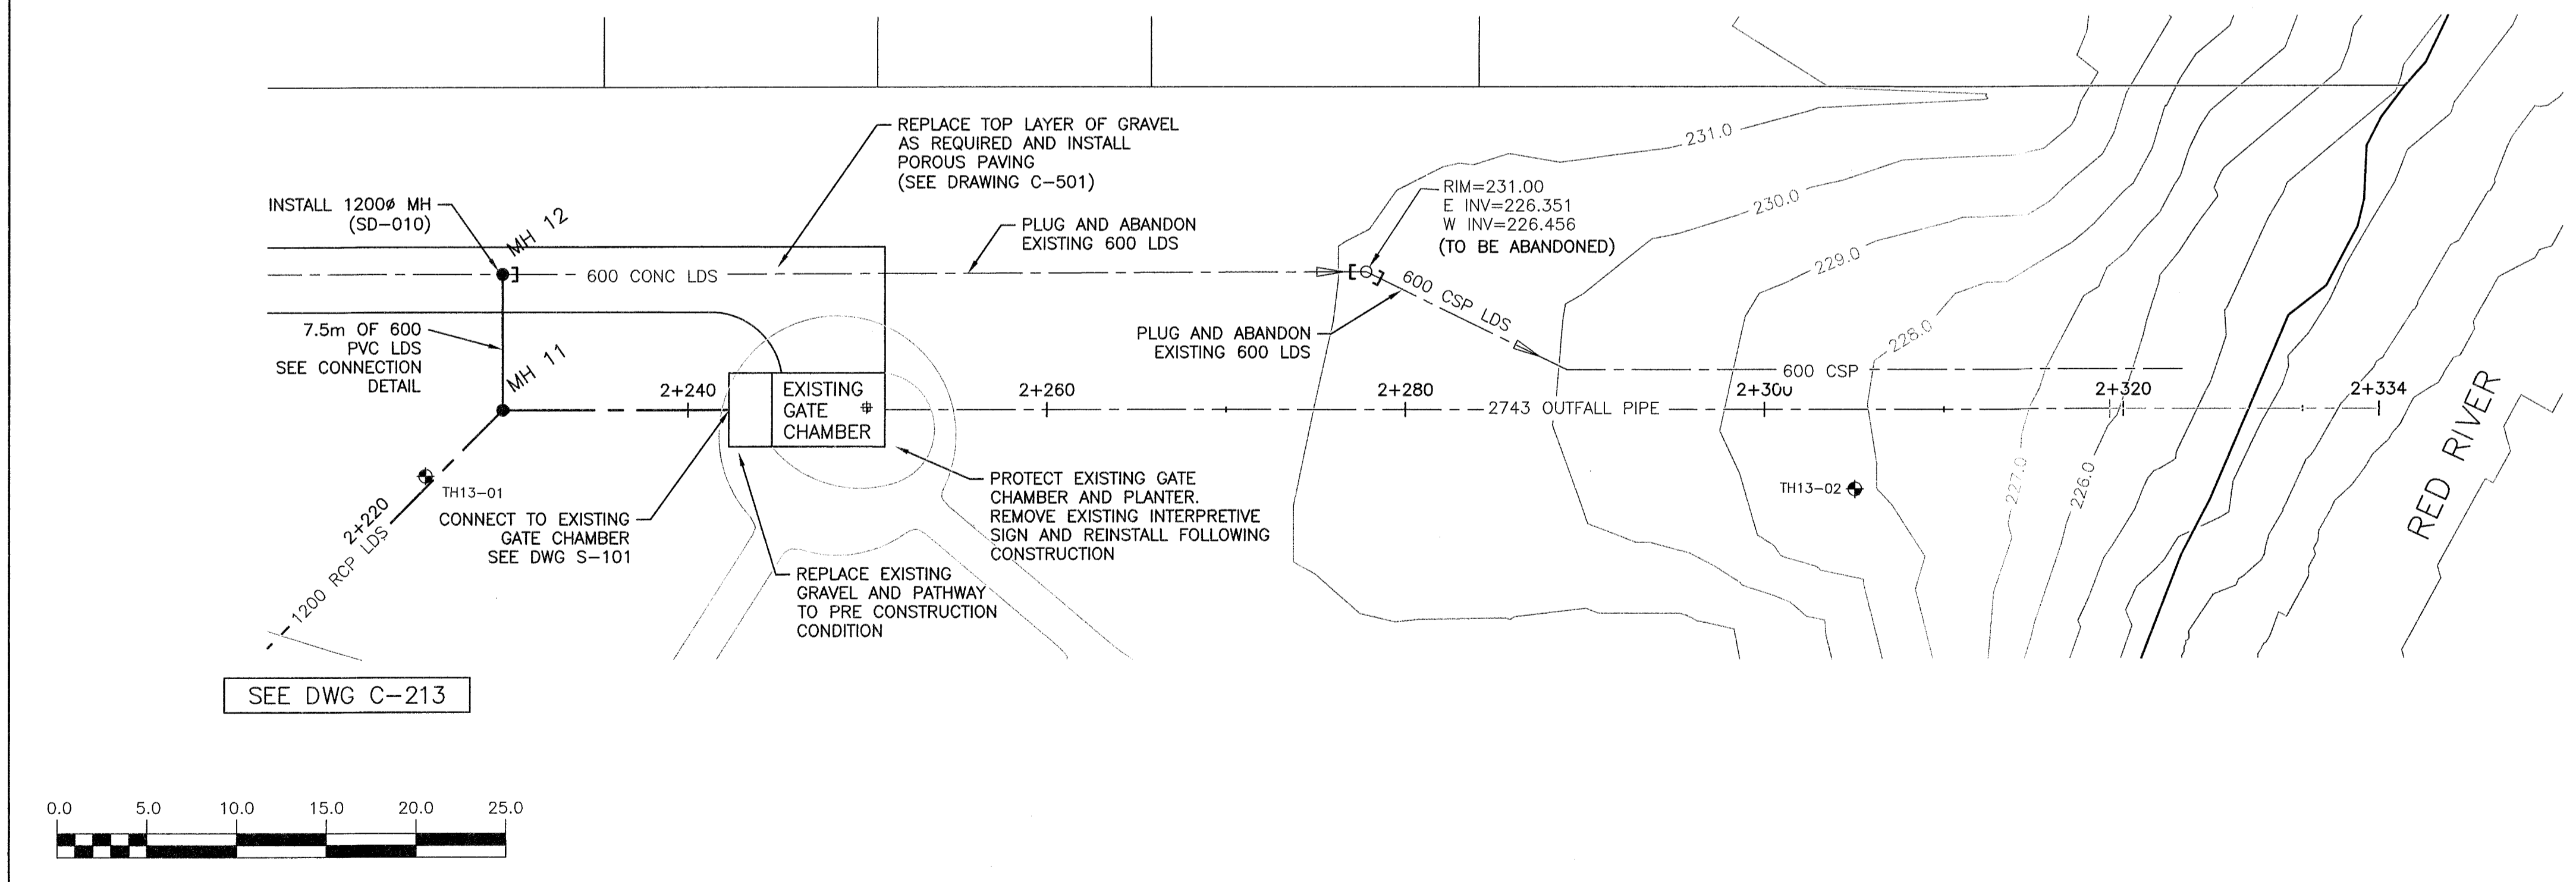 REPLACE TOP LAYER OF GRAVEL
AS REQUIRED AND INSTALL
POROUS PAVING
(SEE DRAWING C-501)
231.0
INSTALL 1200ø MH
(SD-010)
MH 12
PLUG AND ABANDON
EXISTING 600 LDS
RIM=231.00
E INV=226.351
W INV=226.456
(TO BE ABANDONED)
230.0
229.0
228.0
600 CONC LDS
600 CSP LDS
7.5m OF 600
PVC LDS
SEE CONNECTION
DETAIL
MH 11
PLUG AND ABANDON
EXISTING 600 LDS
600 CSP
2+240
EXISTING
GATE
CHAMBER
2+260
2+280
2+300
2+320
2+334
2743 OUTFALL PIPE
RED RIVER
TH13-01
TH13-02
227.0
226.0
2+220
1200 RCP LDS
CONNECT TO EXISTING
GATE CHAMBER
SEE DWG S-101
PROTECT EXISTING GATE
CHAMBER AND PLANTER.
REMOVE EXISTING INTERPRETIVE
SIGN AND REINSTALL FOLLOWING
CONSTRUCTION
REPLACE EXISTING
GRAVEL AND PATHWAY
TO PRE CONSTRUCTION
CONDITION
SEE DWG C-213
0.0 5.0 10.0 15.0 20.0 25.0